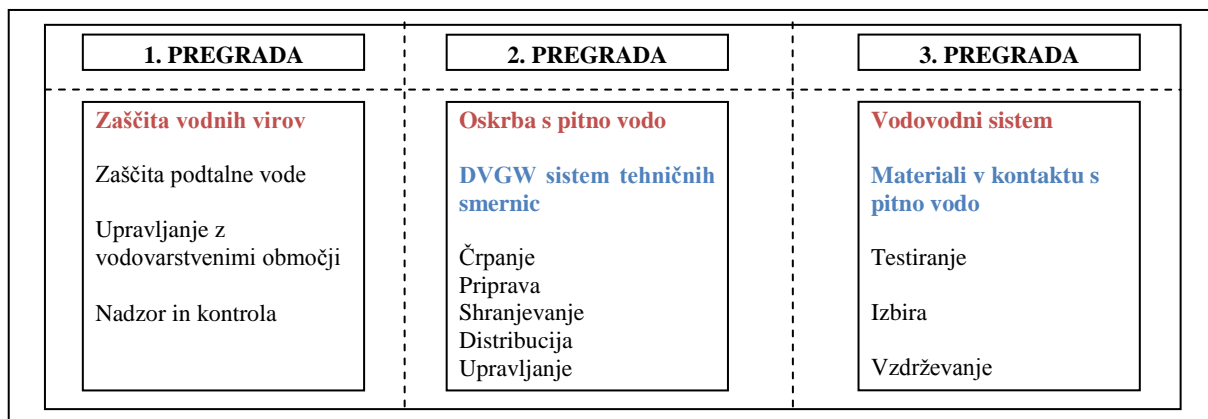 1. PREGRADA
Zaščita vodnih virov
Zaščita podtalne vode
Upravljanje z
vodovarstvenimi območji
Nadzor in kontrola
2. PREGRADA
Oskrba s pitno vodo
DVGW sistem tehničnih
smernic
Črpanje
Priprava
Shranjevanje
Distribucija
Upravljanje
3. PREGRADA
Vodovodni sistem
Materiali v kontaktu s
pitno vodo
Testiranje
Izbira
Vzdrževanje